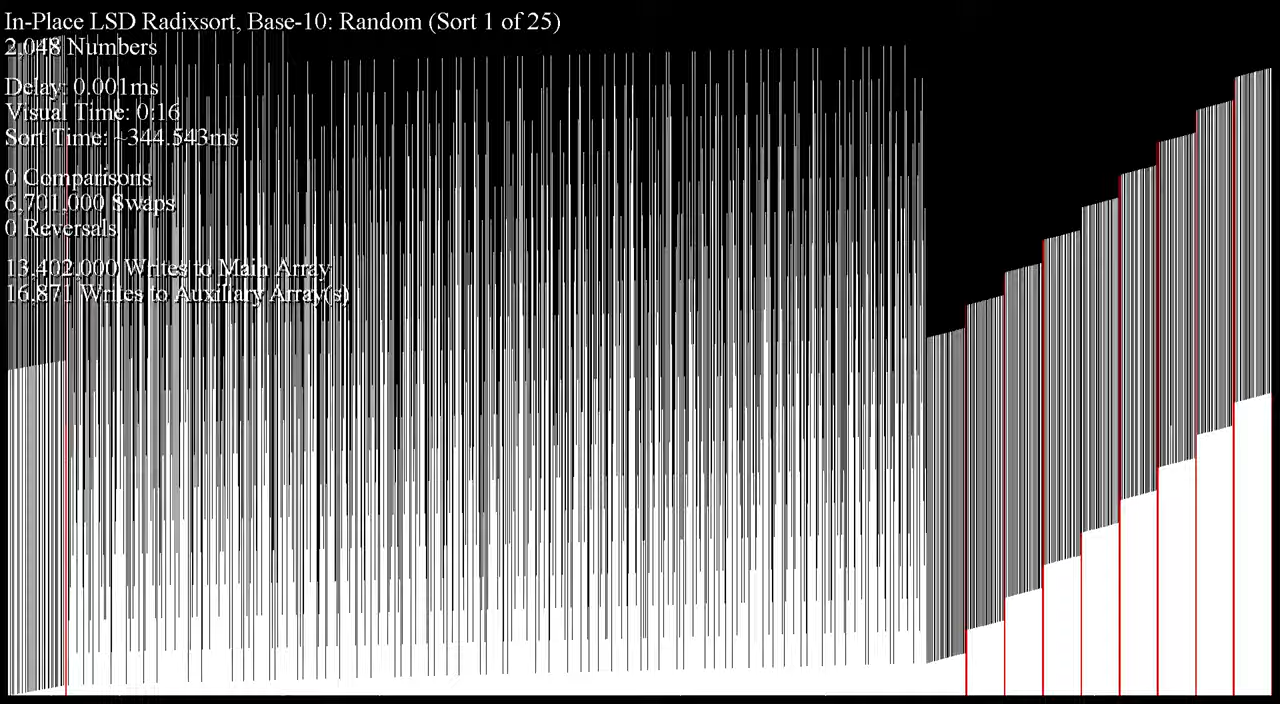 In-Place LSD Radixsort, Base-10: Random (Sort 1 of 25)
2,048 Numbers
Delay: 0.001ms
Visual Time: 0:16
Sort Time: ~344.543ms
0 Comparisons
6,701,000 Swaps
0 Reversals
13,402,000 Writes to Main Array
16,871 Writes to Auxiliary Array(s)